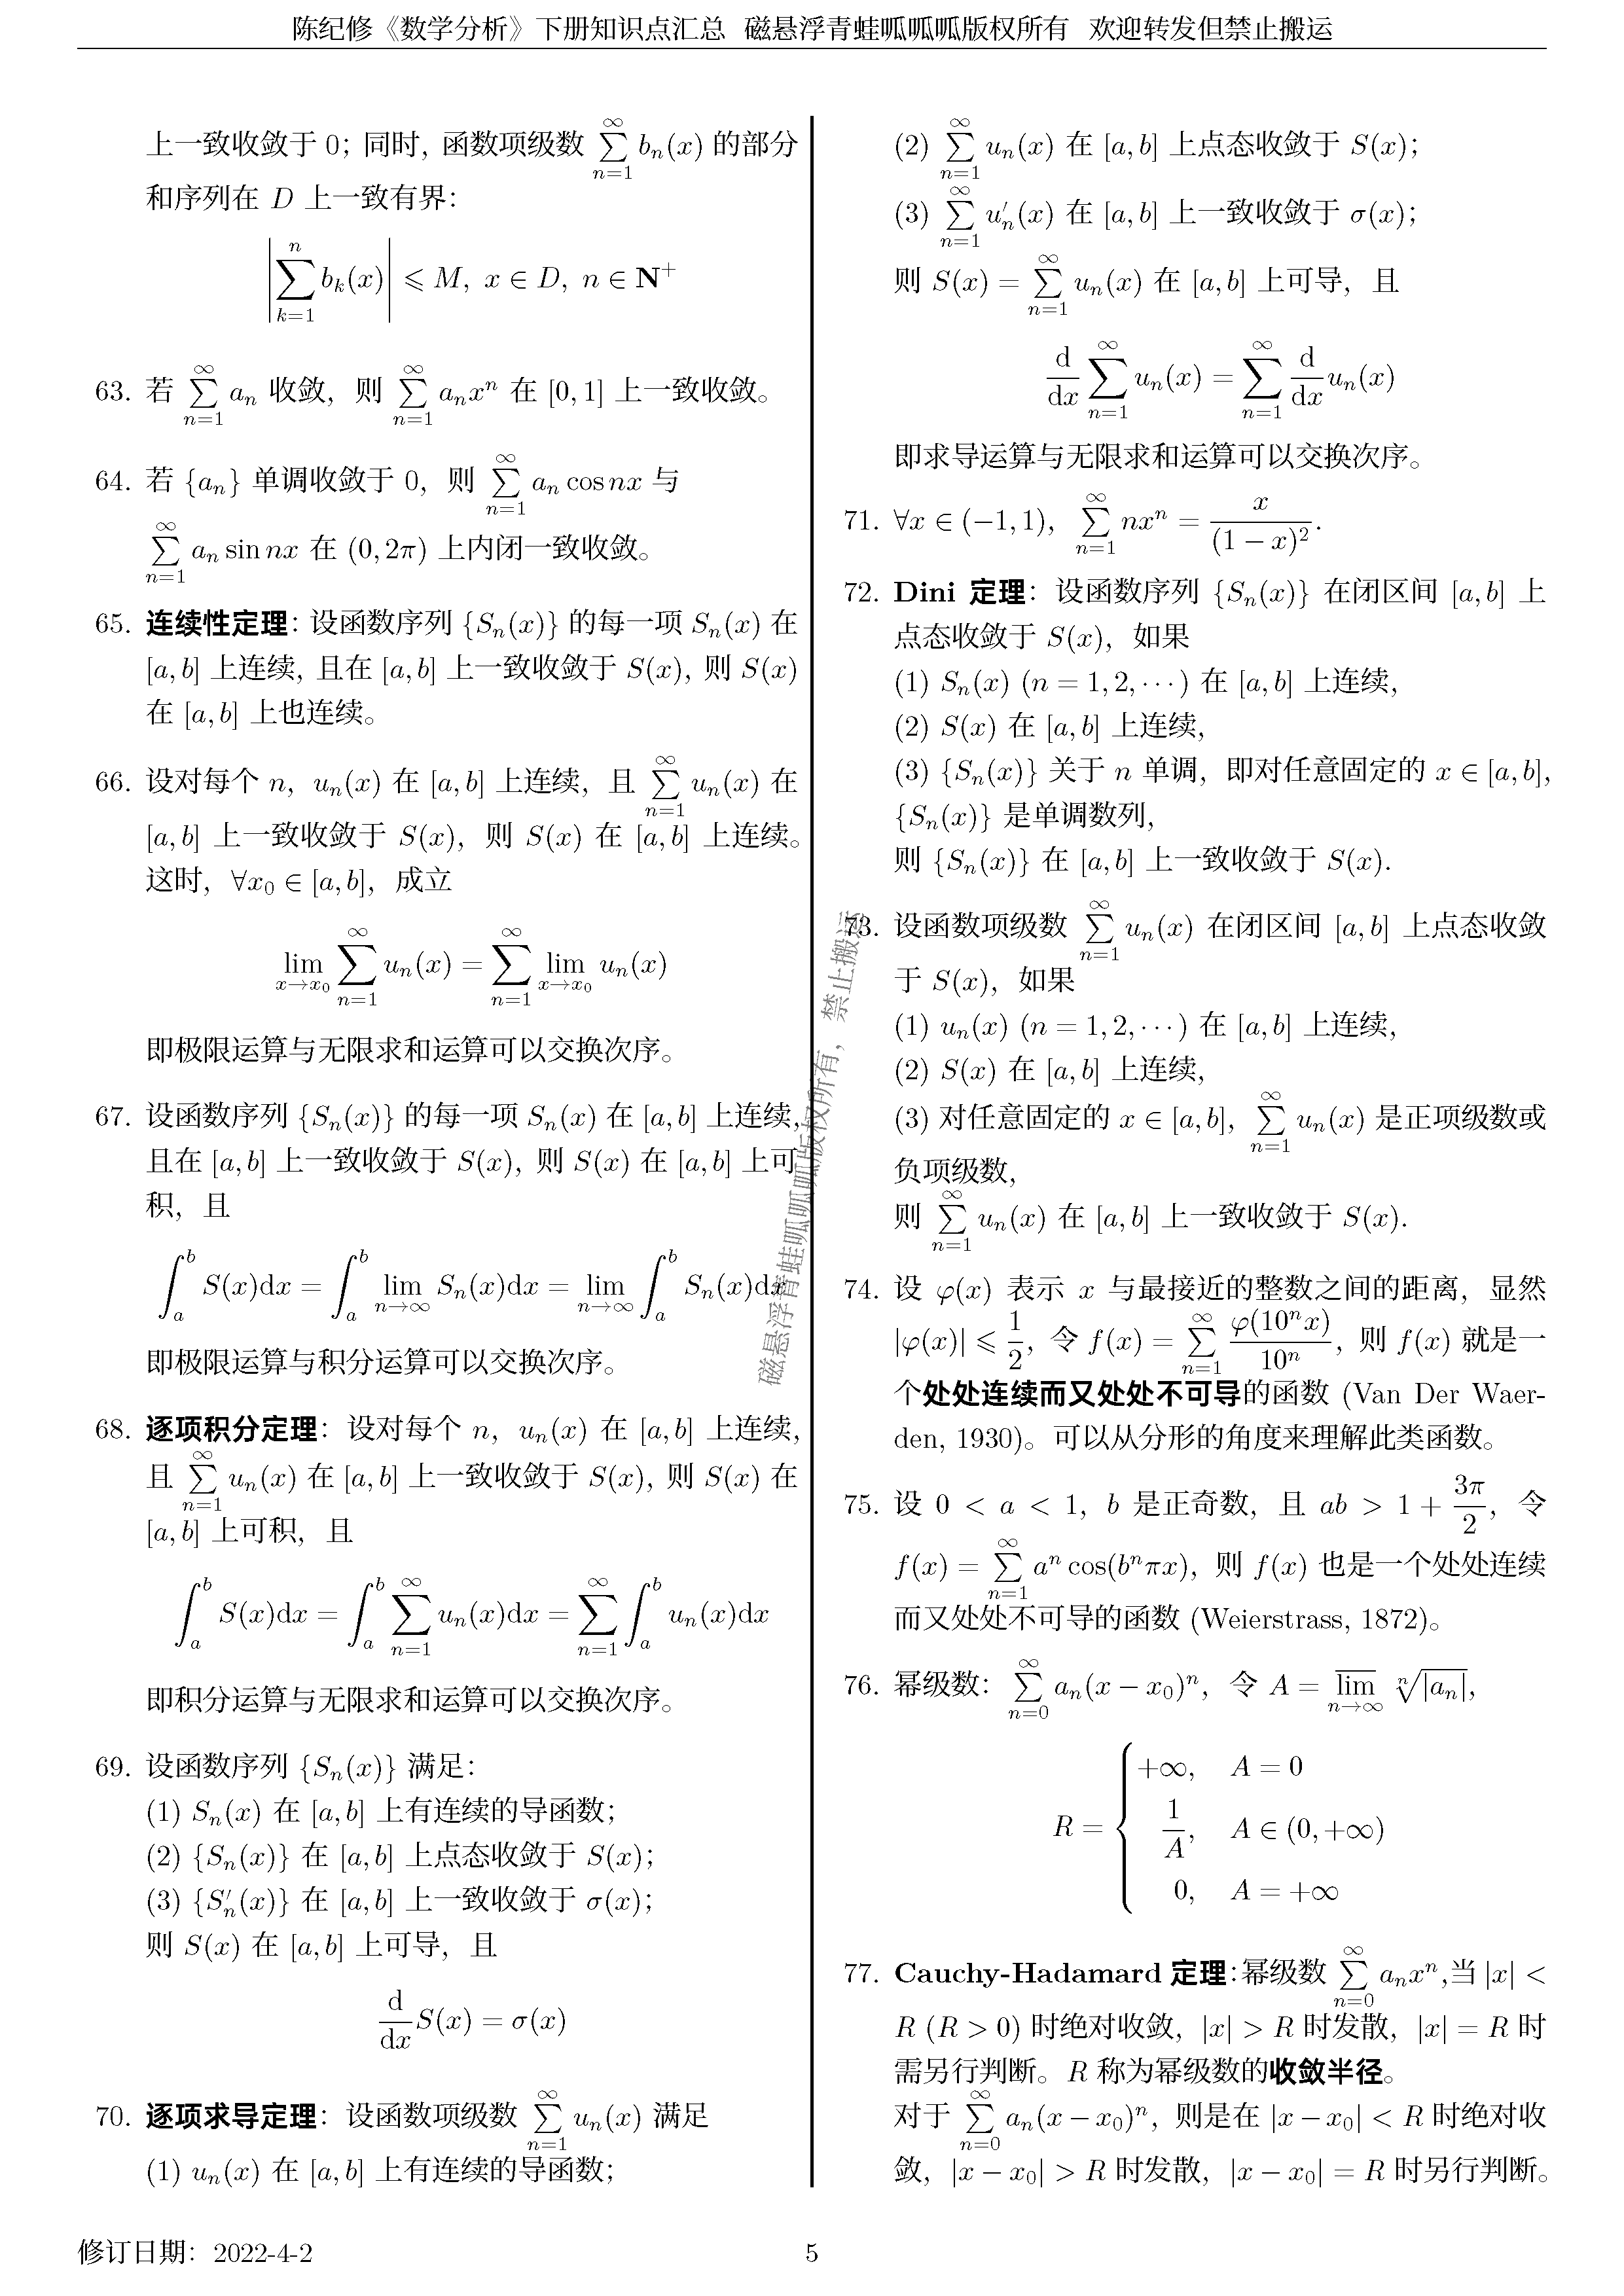 陈纪修《数学分析》下册知识点汇总 磁悬浮青蛙呱呱呱版权所有 欢迎转发但禁止搬运
上一致收敛于 0；同时，函数项级数 $\sum_{n=1}^{\infty} b_n(x)$ 的部分
和序列在 $D$ 上一致有界：
$\left|\sum_{k=1}^{n} b_k(x)\right| \leqslant M,\ x \in D,\ n \in \mathbf{N}^+$
63. 若 $\sum_{n=1}^{\infty} a_n$ 收敛，则 $\sum_{n=1}^{\infty} a_n x^n$ 在 $[0,1]$ 上一致收敛。
64. 若 $\{a_n\}$ 单调收敛于 0，则 $\sum_{n=1}^{\infty} a_n \cos nx$ 与
$\sum_{n=1}^{\infty} a_n \sin nx$ 在 $(0, 2\pi)$ 上内闭一致收敛。
65. 连续性定理：设函数序列 $\{S_n(x)\}$ 的每一项 $S_n(x)$ 在
$[a,b]$ 上连续，且在 $[a,b]$ 上一致收敛于 $S(x)$，则 $S(x)$
在 $[a,b]$ 上也连续。
66. 设对每个 $n$，$u_n(x)$ 在 $[a,b]$ 上连续，且 $\sum_{n=1}^{\infty} u_n(x)$ 在
$[a,b]$ 上一致收敛于 $S(x)$，则 $S(x)$ 在 $[a,b]$ 上连续。
这时，$\forall x_0 \in [a,b]$，成立
$\lim_{x \to x_0} \sum_{n=1}^{\infty} u_n(x) = \sum_{n=1}^{\infty} \lim_{x \to x_0} u_n(x)$
即极限运算与无限求和运算可以交换次序。
67. 设函数序列 $\{S_n(x)\}$ 的每一项 $S_n(x)$ 在 $[a,b]$ 上连续，
且在 $[a,b]$ 上一致收敛于 $S(x)$，则 $S(x)$ 在 $[a,b]$ 上可
积，且
$\int_a^b S(x)\mathrm{d}x = \int_a^b \lim_{n \to \infty} S_n(x)\mathrm{d}x = \lim_{n \to \infty} \int_a^b S_n(x)\mathrm{d}x$
即极限运算与积分运算可以交换次序。
68. 逐项积分定理：设对每个 $n$，$u_n(x)$ 在 $[a,b]$ 上连续，
且 $\sum_{n=1}^{\infty} u_n(x)$ 在 $[a,b]$ 上一致收敛于 $S(x)$，则 $S(x)$ 在
$[a,b]$ 上可积，且
$\int_a^b S(x)\mathrm{d}x = \int_a^b \sum_{n=1}^{\infty} u_n(x)\mathrm{d}x = \sum_{n=1}^{\infty} \int_a^b u_n(x)\mathrm{d}x$
即积分运算与无限求和运算可以交换次序。
69. 设函数序列 $\{S_n(x)\}$ 满足：
(1) $S_n(x)$ 在 $[a,b]$ 上有连续的导函数；
(2) $\{S_n(x)\}$ 在 $[a,b]$ 上点态收敛于 $S(x)$；
(3) $\{S_n'(x)\}$ 在 $[a,b]$ 上一致收敛于 $\sigma(x)$；
则 $S(x)$ 在 $[a,b]$ 上可导，且
$\frac{\mathrm{d}}{\mathrm{d}x} S(x) = \sigma(x)$
70. 逐项求导定理：设函数项级数 $\sum_{n=1}^{\infty} u_n(x)$ 满足
(1) $u_n(x)$ 在 $[a,b]$ 上有连续的导函数；
(2) $\sum_{n=1}^{\infty} u_n(x)$ 在 $[a,b]$ 上点态收敛于 $S(x)$；
(3) $\sum_{n=1}^{\infty} u_n'(x)$ 在 $[a,b]$ 上一致收敛于 $\sigma(x)$；
则 $S(x) = \sum_{n=1}^{\infty} u_n(x)$ 在 $[a,b]$ 上可导，且
$\frac{\mathrm{d}}{\mathrm{d}x} \sum_{n=1}^{\infty} u_n(x) = \sum_{n=1}^{\infty} \frac{\mathrm{d}}{\mathrm{d}x} u_n(x)$
即求导运算与无限求和运算可以交换次序。
71. $\forall x \in (-1,1)$，$\sum_{n=1}^{\infty} nx^n = \frac{x}{(1-x)^2}$.
72. Dini 定理：设函数序列 $\{S_n(x)\}$ 在闭区间 $[a,b]$ 上
点态收敛于 $S(x)$，如果
(1) $S_n(x)$ $(n = 1, 2, \cdots)$ 在 $[a,b]$ 上连续，
(2) $S(x)$ 在 $[a,b]$ 上连续，
(3) $\{S_n(x)\}$ 关于 $n$ 单调，即对任意固定的 $x \in [a,b]$，
$\{S_n(x)\}$ 是单调数列，
则 $\{S_n(x)\}$ 在 $[a,b]$ 上一致收敛于 $S(x)$.
73. 设函数项级数 $\sum_{n=1}^{\infty} u_n(x)$ 在闭区间 $[a,b]$ 上点态收敛
于 $S(x)$，如果
(1) $u_n(x)$ $(n = 1, 2, \cdots)$ 在 $[a,b]$ 上连续，
(2) $S(x)$ 在 $[a,b]$ 上连续，
(3) 对任意固定的 $x \in [a,b]$，$\sum_{n=1}^{\infty} u_n(x)$ 是正项级数或
负项级数，
则 $\sum_{n=1}^{\infty} u_n(x)$ 在 $[a,b]$ 上一致收敛于 $S(x)$.
74. 设 $\varphi(x)$ 表示 $x$ 与最接近的整数之间的距离，显然
$|\varphi(x)| \leqslant \frac{1}{2}$，令 $f(x) = \sum_{n=1}^{\infty} \frac{\varphi(10^n x)}{10^n}$，则 $f(x)$ 就是一
个处处连续而又处处不可导的函数 (Van Der Waer-
den, 1930)。可以从分形的角度来理解此类函数。
75. 设 $0 < a < 1$，$b$ 是正奇数，且 $ab > 1 + \frac{3\pi}{2}$，令
$f(x) = \sum_{n=1}^{\infty} a^n \cos(b^n \pi x)$，则 $f(x)$ 也是一个处处连续
而又处处不可导的函数 (Weierstrass, 1872)。
76. 幂级数：$\sum_{n=0}^{\infty} a_n (x - x_0)^n$，令 $A = \overline{\lim}_{n \to \infty} \sqrt[n]{|a_n|}$，
$R = \begin{cases} +\infty, & A = 0 \\ \frac{1}{A}, & A \in (0, +\infty) \\ 0, & A = +\infty \end{cases}$
77. Cauchy-Hadamard 定理：幂级数 $\sum_{n=0}^{\infty} a_n x^n$,当 $|x| <$
$R$ $(R > 0)$ 时绝对收敛，$|x| > R$ 时发散，$|x| = R$ 时
需另行判断。$R$ 称为幂级数的收敛半径。
对于 $\sum_{n=0}^{\infty} a_n (x - x_0)^n$，则是在 $|x - x_0| < R$ 时绝对收
敛，$|x - x_0| > R$ 时发散，$|x - x_0| = R$ 时另行判断。
磁悬浮青蛙呱呱呱版权所有，禁止搬运
修订日期：2022-4-2
5